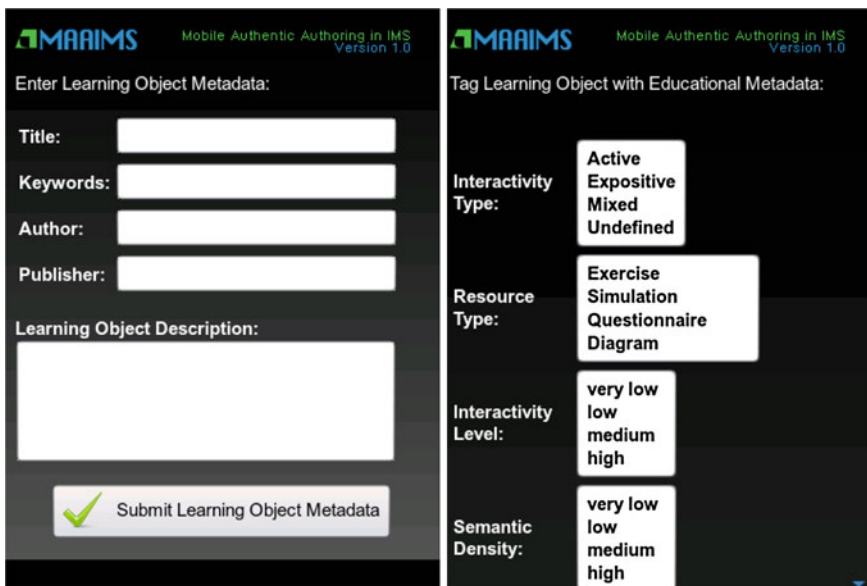 MAAIMS
Mobile Authentic Authoring in IMS
Version 1.0
Enter Learning Object Metadata:
Title:
Keywords:
Author:
Publisher:
Learning Object Description:
Submit Learning Object Metadata
MAAIMS
Mobile Authentic Authoring in IMS
Version 1.0
Tag Learning Object with Educational Metadata:
Interactivity
Type:
Active
Expositive
Mixed
Undefined
Resource
Type:
Exercise
Simulation
Questionnaire
Diagram
Interactivity
Level:
very low
low
medium
high
Semantic
Density:
very low
low
medium
high